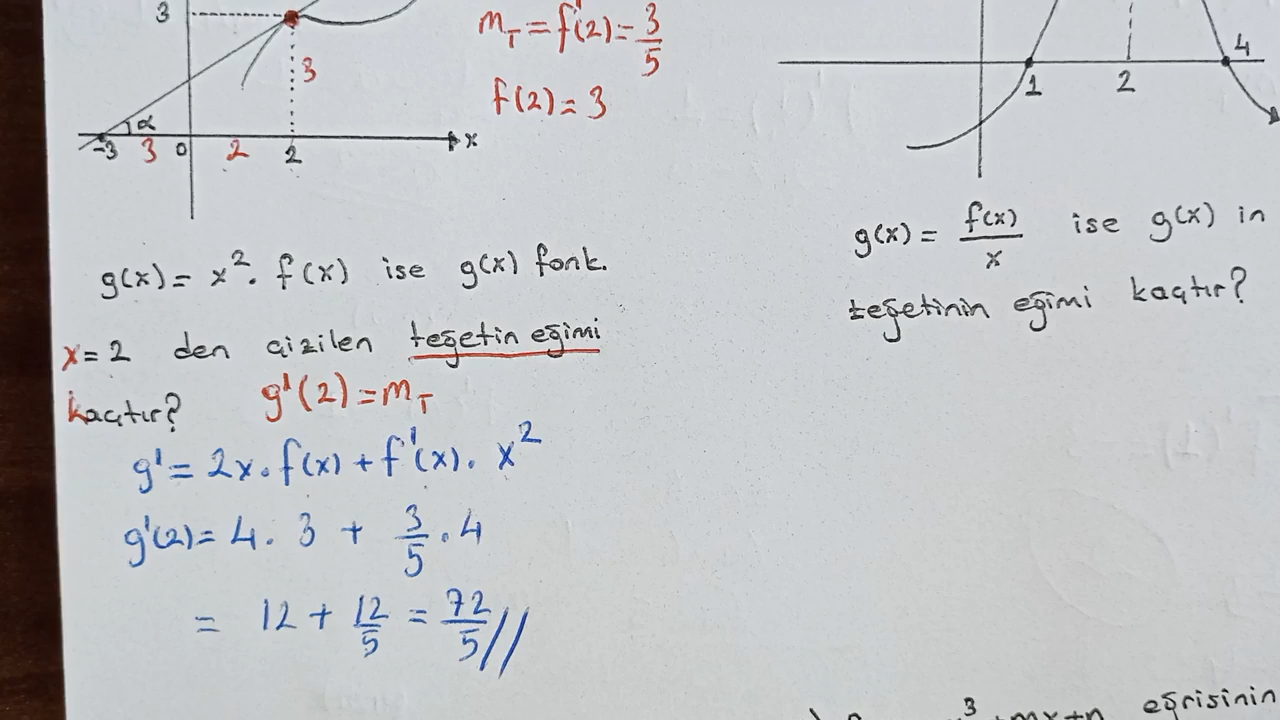 3
3
α
-3 3 0 2 2 x
m_T = f'(2) = 3/5
f(2) = 3
g(x) = x². f(x) ise g(x) fonk.
x=2 den çizilen teğetin eğimi
kaçtır? g'(2) = m_T
g' = 2x. f(x) + f'(x). x²
g'(2) = 4. 3 + 3/5 . 4
= 12 + 12/5 = 72/5 //
1 2 4
g(x) = f(x)/x ise g(x) in
teğetinin eğimi kaçtır?
³+mx+n eğrisinin